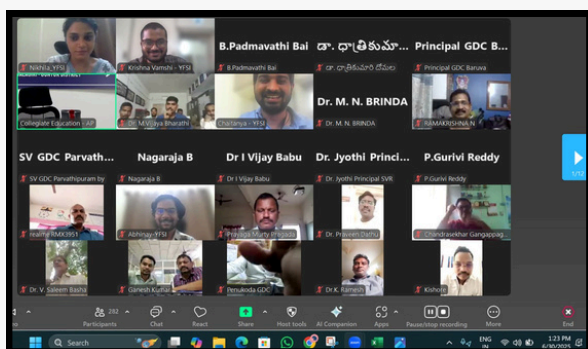 B.Padmavathi Bai
డా. ధాత్రికుమా...
Principal GDC B...
Nikhila_YFSI
Krishna Vamshi - YFSI
B.Padmavathi Bai
డా. ధాత్రికుమారి దోమల
Principal GDC Baruva
Dr. M. N. BRINDA
Collegiate Education - AP
Dr. M.Vijaya Bharathi
Chaitanya - YFSI
Dr. M. N. BRINDA
RAMAKRISHNA.N
SV GDC Parvath...
Nagaraja B
Dr I Vijay Babu
Dr. Jyothi Princi...
P.Gurivi Reddy
SV GDC Parvathipuram by
Nagaraja B
Dr I Vijay Babu
Dr. Jyothi Principal SVR
P.Gurivi Reddy
1/12
realme RMX3951
Abhinay-YFSI
Pravaga Murty Pragada
Dr. Praveen Dathu
Chandrasekhar Gangappag...
Dr. V. Saleem Basha
Ganesh Kumar
Penukonda GDC
Dr.K. Ramesh
Kishore
292
Participants
Chat
React
Share
Host tools
AI Companion
Apps
Pause/stop recording
More
End
Search
ENG
IN
1:23 PM
6/30/2025